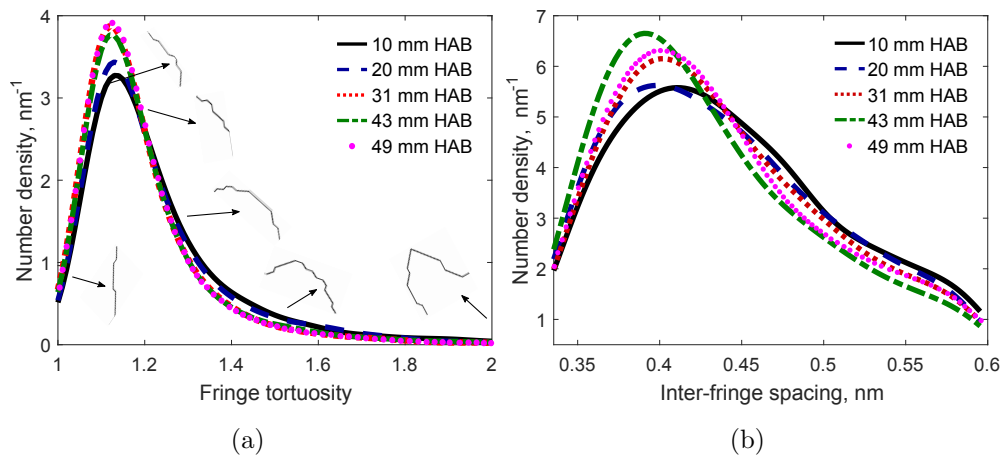 4
3
2
1
0
Number density, nm-1
1
1.2
1.4
1.6
1.8
2
Fringe tortuosity
10 mm HAB
20 mm HAB
31 mm HAB
43 mm HAB
49 mm HAB
(a)
7
6
5
4
3
2
1
Number density, nm-1
0.35
0.4
0.45
0.5
0.55
0.6
Inter-fringe spacing, nm
10 mm HAB
20 mm HAB
31 mm HAB
43 mm HAB
49 mm HAB
(b)